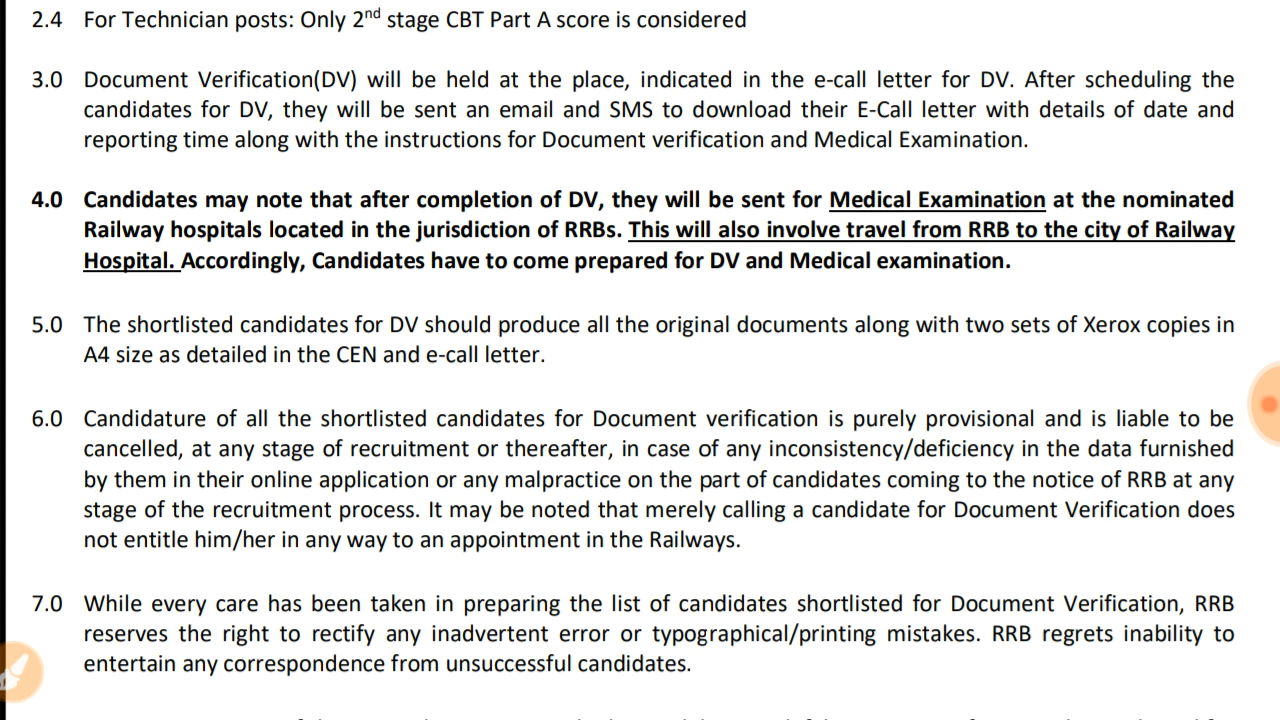 2.4 For Technician posts: Only 2nd stage CBT Part A score is considered
3.0 Document Verification(DV) will be held at the place, indicated in the e-call letter for DV. After scheduling the
candidates for DV, they will be sent an email and SMS to download their E-Call letter with details of date and
reporting time along with the instructions for Document verification and Medical Examination.
4.0 Candidates may note that after completion of DV, they will be sent for Medical Examination at the nominated
Railway hospitals located in the jurisdiction of RRBs. This will also involve travel from RRB to the city of Railway
Hospital. Accordingly, Candidates have to come prepared for DV and Medical examination.
5.0 The shortlisted candidates for DV should produce all the original documents along with two sets of Xerox copies in
A4 size as detailed in the CEN and e-call letter.
6.0 Candidature of all the shortlisted candidates for Document verification is purely provisional and is liable to be
cancelled, at any stage of recruitment or thereafter, in case of any inconsistency/deficiency in the data furnished
by them in their online application or any malpractice on the part of candidates coming to the notice of RRB at any
stage of the recruitment process. It may be noted that merely calling a candidate for Document Verification does
not entitle him/her in any way to an appointment in the Railways.
7.0 While every care has been taken in preparing the list of candidates shortlisted for Document Verification, RRB
reserves the right to rectify any inadvertent error or typographical/printing mistakes. RRB regrets inability to
entertain any correspondence from unsuccessful candidates.